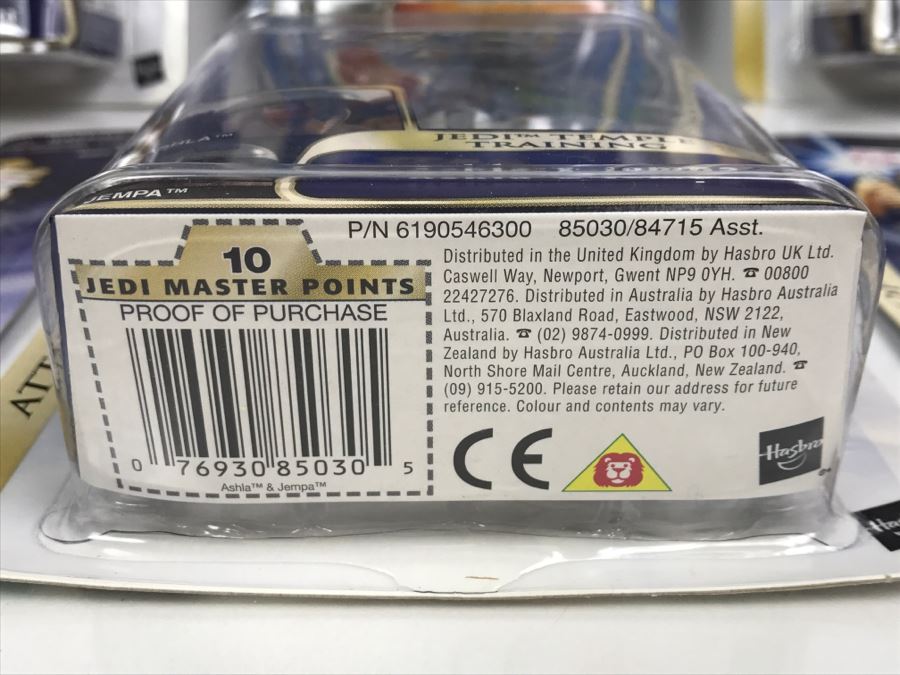 JEDI™ TEMPLE
TRAINING
JEMPA™
P/N 6190546300 85030/84715 Asst.
10
JEDI MASTER POINTS
PROOF OF PURCHASE
0 76930 85030 5
Ashla™ & Jempa™
Distributed in the United Kingdom by Hasbro UK Ltd.
Caswell Way, Newport, Gwent NP9 0YH. ☎ 00800
22427276. Distributed in Australia by Hasbro Australia
Ltd., 570 Blaxland Road, Eastwood, NSW 2122,
Australia. ☎ (02) 9874-0999. Distributed in New
Zealand by Hasbro Australia Ltd., PO Box 100-940,
North Shore Mail Centre, Auckland, New Zealand. ☎
(09) 915-5200. Please retain our address for future
reference. Colour and contents may vary.
CE
Hasbro